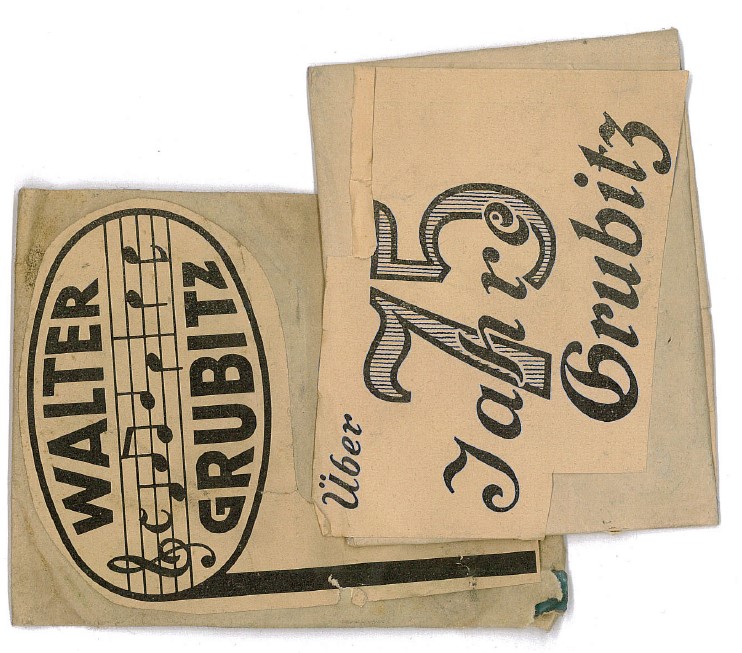 WALTER
GRUBITZ
Über
75
Jahre
Grubitz